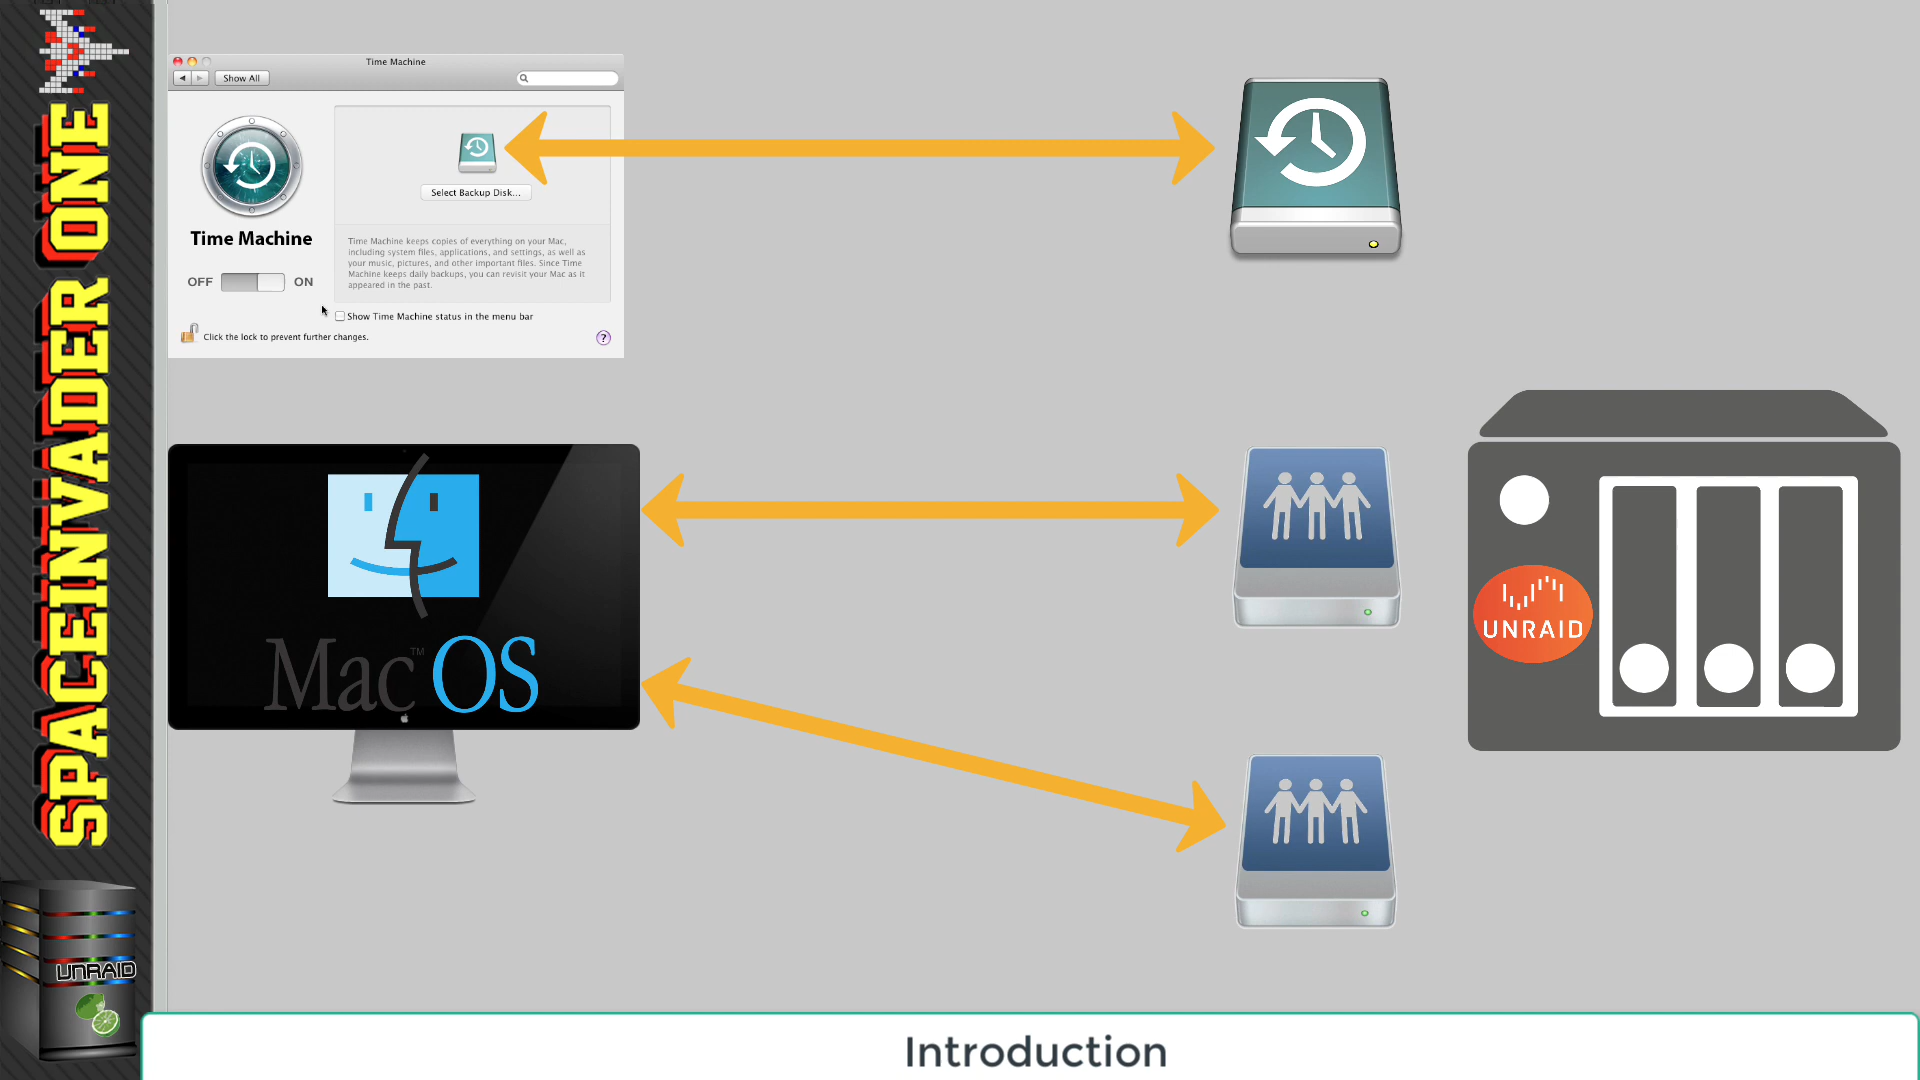 SPACEINVADER ONE
Time Machine
Show All
Select Backup Disk...
Time Machine
Time Machine keeps copies of everything on your Mac,
including system files, applications, and settings, as well as
your music, pictures, and other important files. Since Time
Machine keeps daily backups, you can revisit your Mac as it
appeared in the past.
OFF
ON
Show Time Machine status in the menu bar
Click the lock to prevent further changes.
?
Mac™OS
UNRAID
UNRAID
Introduction